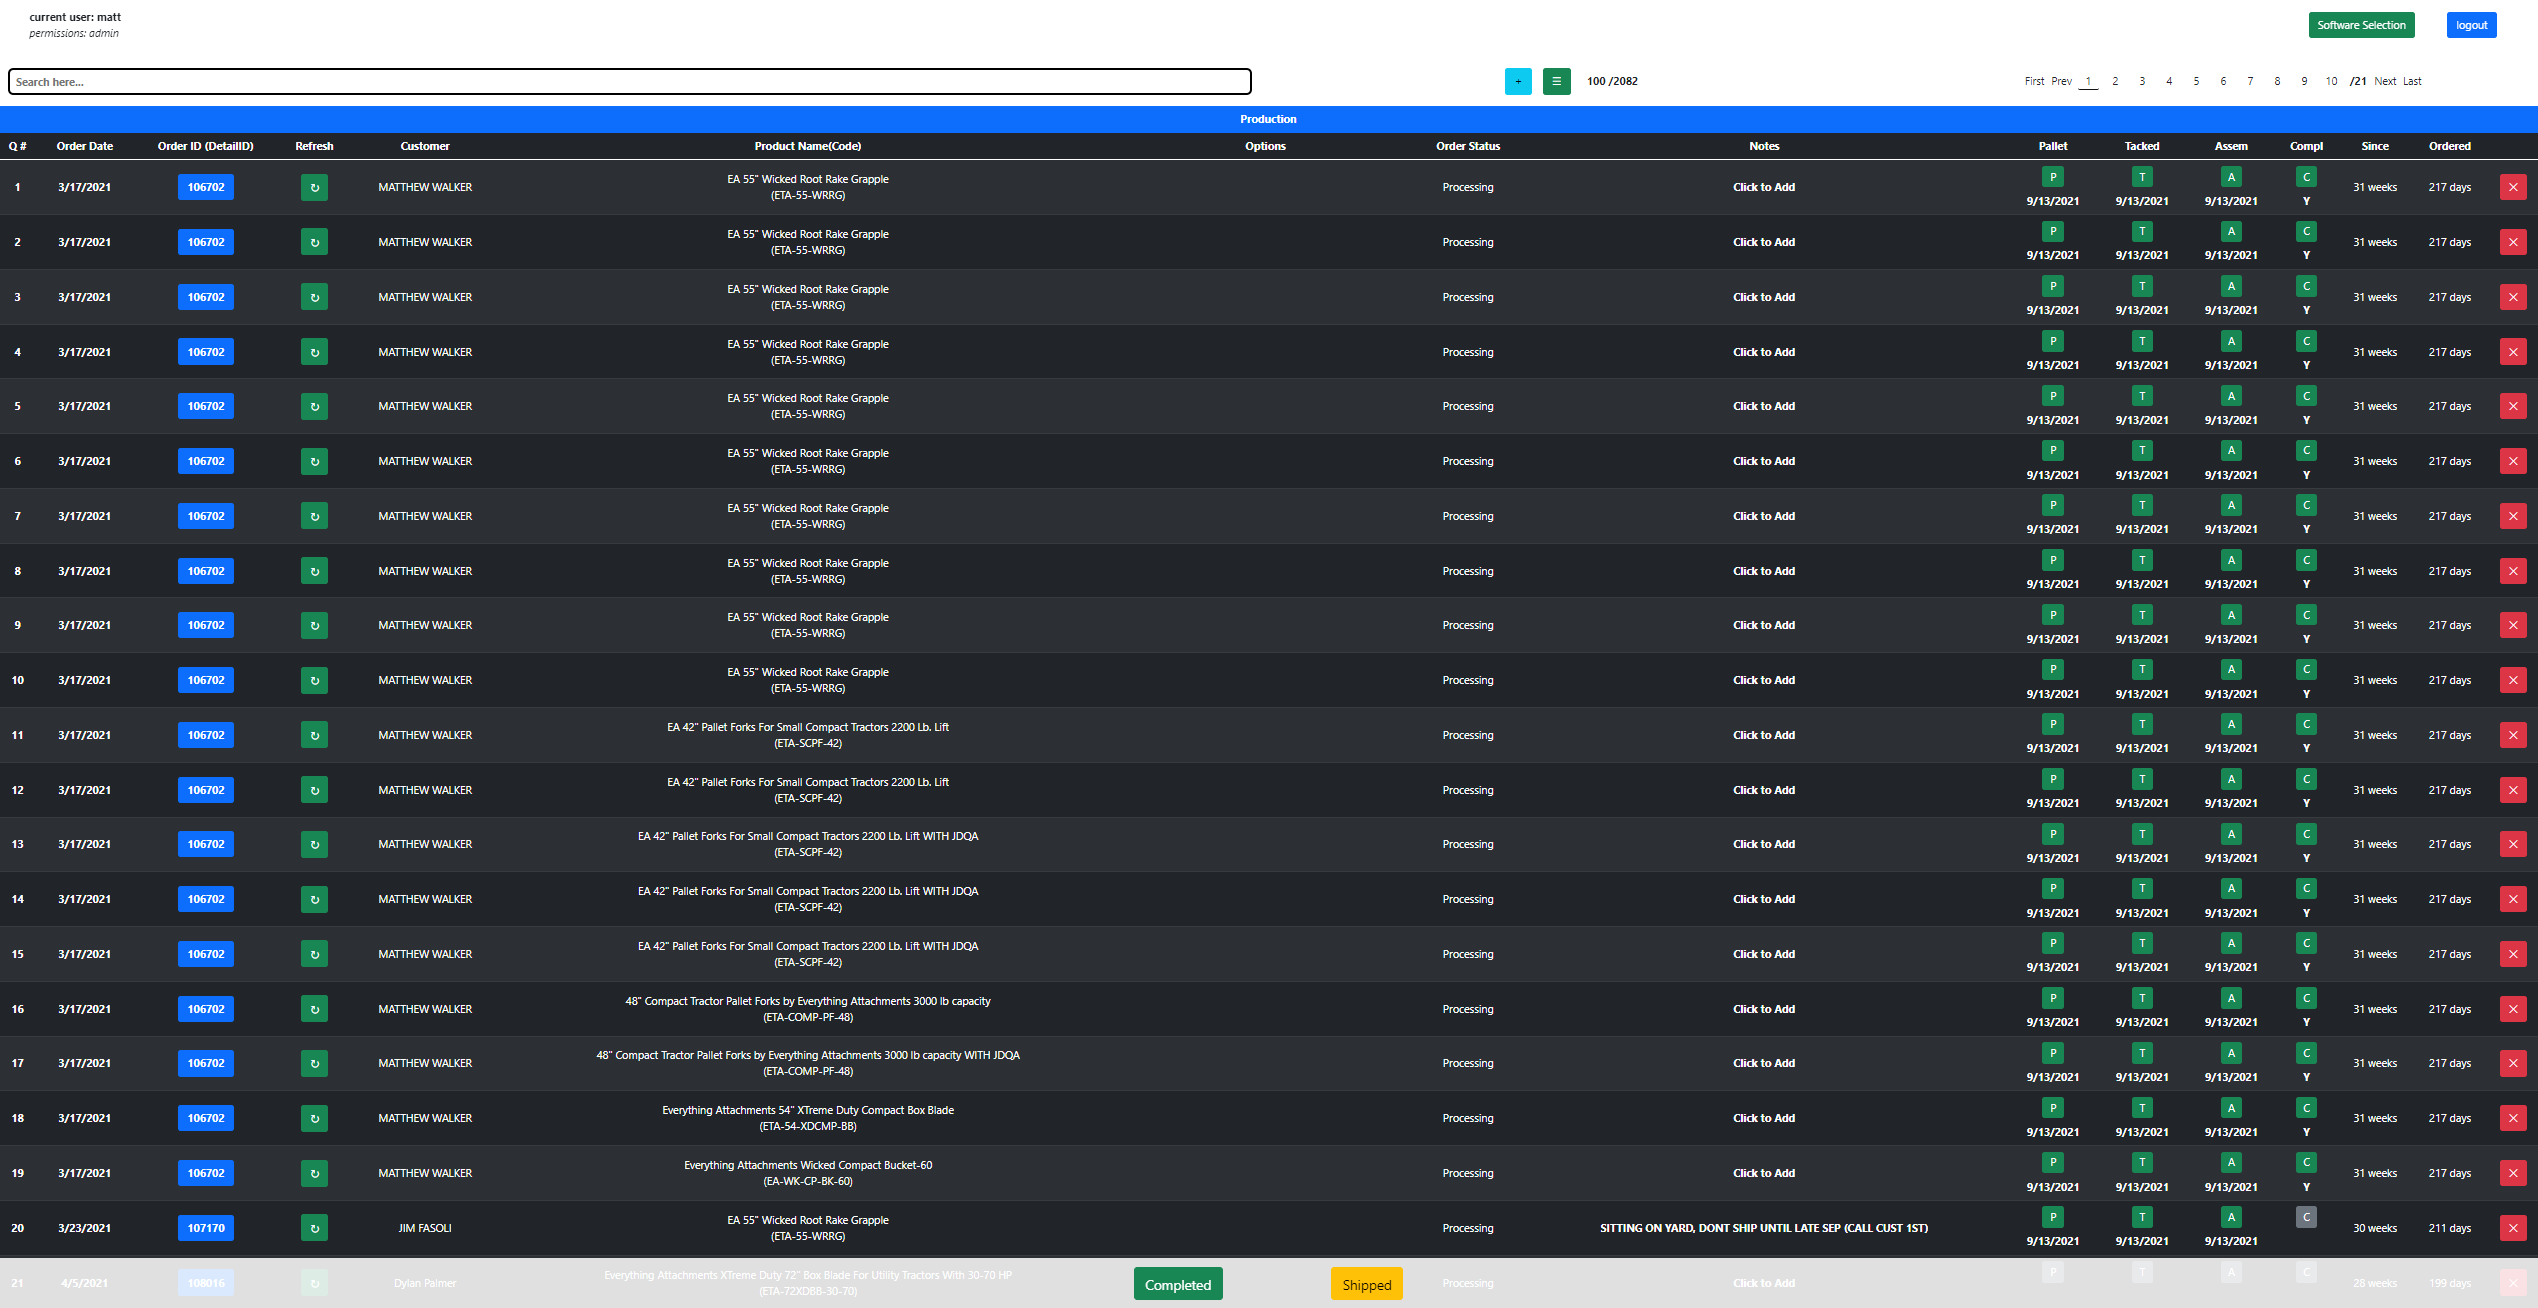 current user: matt
permissions: admin
Software Selection
logout
Search here...
+ ☰ 100 /2082
First Prev 1 2 3 4 5 6 7 8 9 10 /21 Next Last
Production
Q # Order Date Order ID (DetailID) Refresh Customer Product Name(Code) Options Order Status Notes Pallet Tacked Assem Compl Since Ordered
1 3/17/2021 106702 ↻ MATTHEW WALKER EA 55" Wicked Root Rake Grapple (ETA-55-WRRG) Processing Click to Add P 9/13/2021 T 9/13/2021 A 9/13/2021 C Y 31 weeks 217 days ✕
2 3/17/2021 106702 ↻ MATTHEW WALKER EA 55" Wicked Root Rake Grapple (ETA-55-WRRG) Processing Click to Add P 9/13/2021 T 9/13/2021 A 9/13/2021 C Y 31 weeks 217 days ✕
3 3/17/2021 106702 ↻ MATTHEW WALKER EA 55" Wicked Root Rake Grapple (ETA-55-WRRG) Processing Click to Add P 9/13/2021 T 9/13/2021 A 9/13/2021 C Y 31 weeks 217 days ✕
4 3/17/2021 106702 ↻ MATTHEW WALKER EA 55" Wicked Root Rake Grapple (ETA-55-WRRG) Processing Click to Add P 9/13/2021 T 9/13/2021 A 9/13/2021 C Y 31 weeks 217 days ✕
5 3/17/2021 106702 ↻ MATTHEW WALKER EA 55" Wicked Root Rake Grapple (ETA-55-WRRG) Processing Click to Add P 9/13/2021 T 9/13/2021 A 9/13/2021 C Y 31 weeks 217 days ✕
6 3/17/2021 106702 ↻ MATTHEW WALKER EA 55" Wicked Root Rake Grapple (ETA-55-WRRG) Processing Click to Add P 9/13/2021 T 9/13/2021 A 9/13/2021 C Y 31 weeks 217 days ✕
7 3/17/2021 106702 ↻ MATTHEW WALKER EA 55" Wicked Root Rake Grapple (ETA-55-WRRG) Processing Click to Add P 9/13/2021 T 9/13/2021 A 9/13/2021 C Y 31 weeks 217 days ✕
8 3/17/2021 106702 ↻ MATTHEW WALKER EA 55" Wicked Root Rake Grapple (ETA-55-WRRG) Processing Click to Add P 9/13/2021 T 9/13/2021 A 9/13/2021 C Y 31 weeks 217 days ✕
9 3/17/2021 106702 ↻ MATTHEW WALKER EA 55" Wicked Root Rake Grapple (ETA-55-WRRG) Processing Click to Add P 9/13/2021 T 9/13/2021 A 9/13/2021 C Y 31 weeks 217 days ✕
10 3/17/2021 106702 ↻ MATTHEW WALKER EA 55" Wicked Root Rake Grapple (ETA-55-WRRG) Processing Click to Add P 9/13/2021 T 9/13/2021 A 9/13/2021 C Y 31 weeks 217 days ✕
11 3/17/2021 106702 ↻ MATTHEW WALKER EA 42" Pallet Forks For Small Compact Tractors 2200 Lb. Lift (ETA-SCPF-42) Processing Click to Add P 9/13/2021 T 9/13/2021 A 9/13/2021 C Y 31 weeks 217 days ✕
12 3/17/2021 106702 ↻ MATTHEW WALKER EA 42" Pallet Forks For Small Compact Tractors 2200 Lb. Lift (ETA-SCPF-42) Processing Click to Add P 9/13/2021 T 9/13/2021 A 9/13/2021 C Y 31 weeks 217 days ✕
13 3/17/2021 106702 ↻ MATTHEW WALKER EA 42" Pallet Forks For Small Compact Tractors 2200 Lb. Lift WITH JDQA (ETA-SCPF-42) Processing Click to Add P 9/13/2021 T 9/13/2021 A 9/13/2021 C Y 31 weeks 217 days ✕
14 3/17/2021 106702 ↻ MATTHEW WALKER EA 42" Pallet Forks For Small Compact Tractors 2200 Lb. Lift WITH JDQA (ETA-SCPF-42) Processing Click to Add P 9/13/2021 T 9/13/2021 A 9/13/2021 C Y 31 weeks 217 days ✕
15 3/17/2021 106702 ↻ MATTHEW WALKER EA 42" Pallet Forks For Small Compact Tractors 2200 Lb. Lift WITH JDQA (ETA-SCPF-42) Processing Click to Add P 9/13/2021 T 9/13/2021 A 9/13/2021 C Y 31 weeks 217 days ✕
16 3/17/2021 106702 ↻ MATTHEW WALKER 48" Compact Tractor Pallet Forks by Everything Attachments 3000 lb capacity (ETA-COMP-PF-48) Processing Click to Add P 9/13/2021 T 9/13/2021 A 9/13/2021 C Y 31 weeks 217 days ✕
17 3/17/2021 106702 ↻ MATTHEW WALKER 48" Compact Tractor Pallet Forks by Everything Attachments 3000 lb capacity WITH JDQA (ETA-COMP-PF-48) Processing Click to Add P 9/13/2021 T 9/13/2021 A 9/13/2021 C Y 31 weeks 217 days ✕
18 3/17/2021 106702 ↻ MATTHEW WALKER Everything Attachments 54" XTreme Duty Compact Box Blade (ETA-54-XDCMP-BB) Processing Click to Add P 9/13/2021 T 9/13/2021 A 9/13/2021 C Y 31 weeks 217 days ✕
19 3/17/2021 106702 ↻ MATTHEW WALKER Everything Attachments Wicked Compact Bucket-60 (EA-WK-CP-BK-60) Processing Click to Add P 9/13/2021 T 9/13/2021 A 9/13/2021 C Y 31 weeks 217 days ✕
20 3/23/2021 107170 ↻ JIM FASOLI EA 55" Wicked Root Rake Grapple (ETA-55-WRRG) Processing SITTING ON YARD, DONT SHIP UNTIL LATE SEP (CALL CUST 1ST) P 9/13/2021 T 9/13/2021 A 9/13/2021 C 30 weeks 211 days ✕
21 4/5/2021 108016 ↻ Dylan Palmer Everything Attachments XTreme Duty 72" Box Blade For Utility Tractors With 30-70 HP (ETA-72XDBB-30-70) Processing Click to Add P T A C 28 weeks 199 days ✕
Completed
Shipped